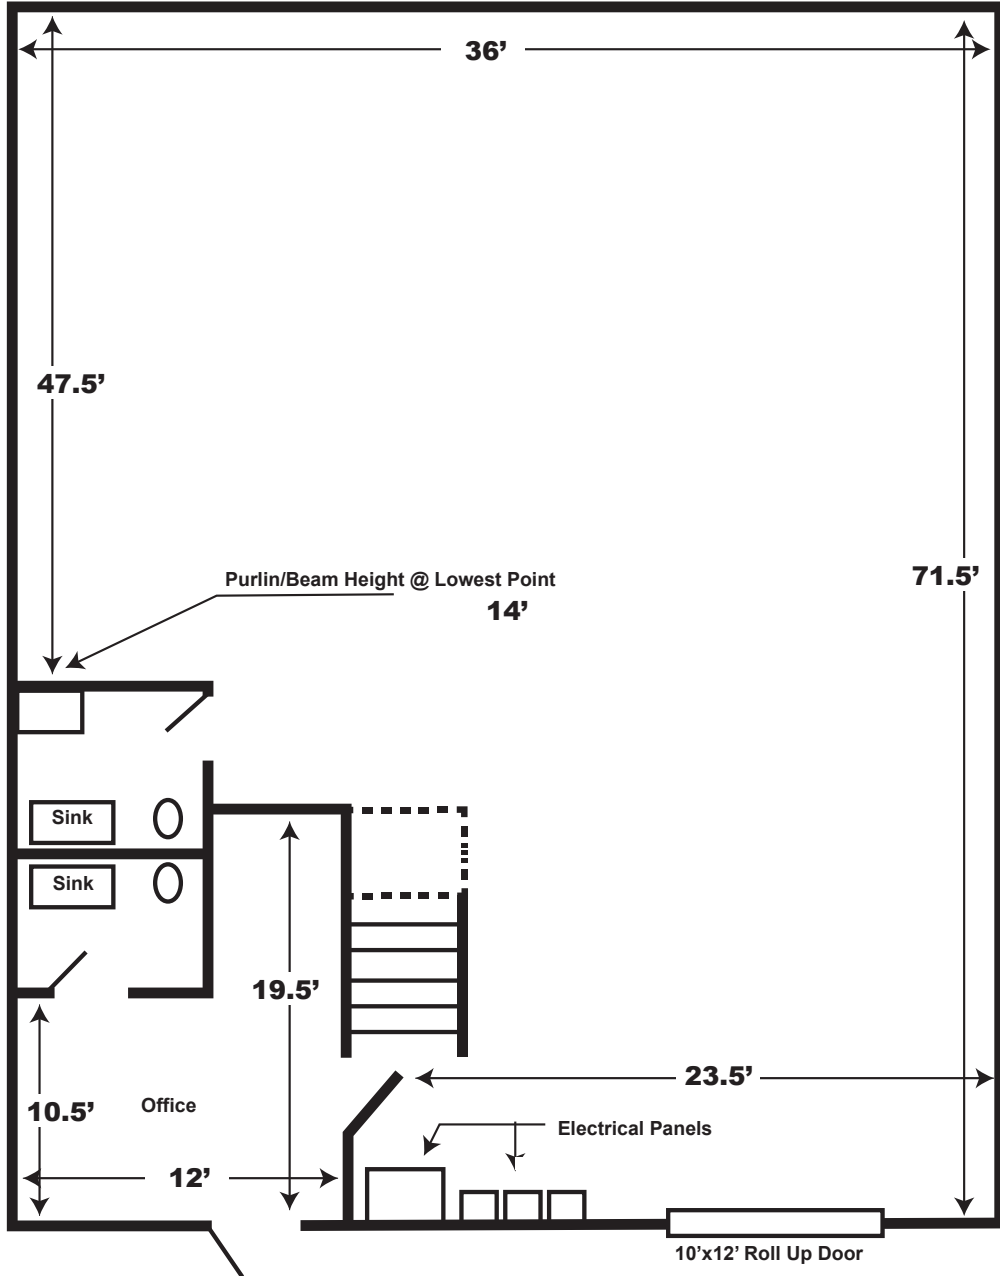 36’
47.5’
71.5’
Purlin/Beam Height @ Lowest Point
14’
Sink
Sink
19.5’
23.5’
10.5’
Office
Electrical Panels
12’
10’x12’ Roll Up Door